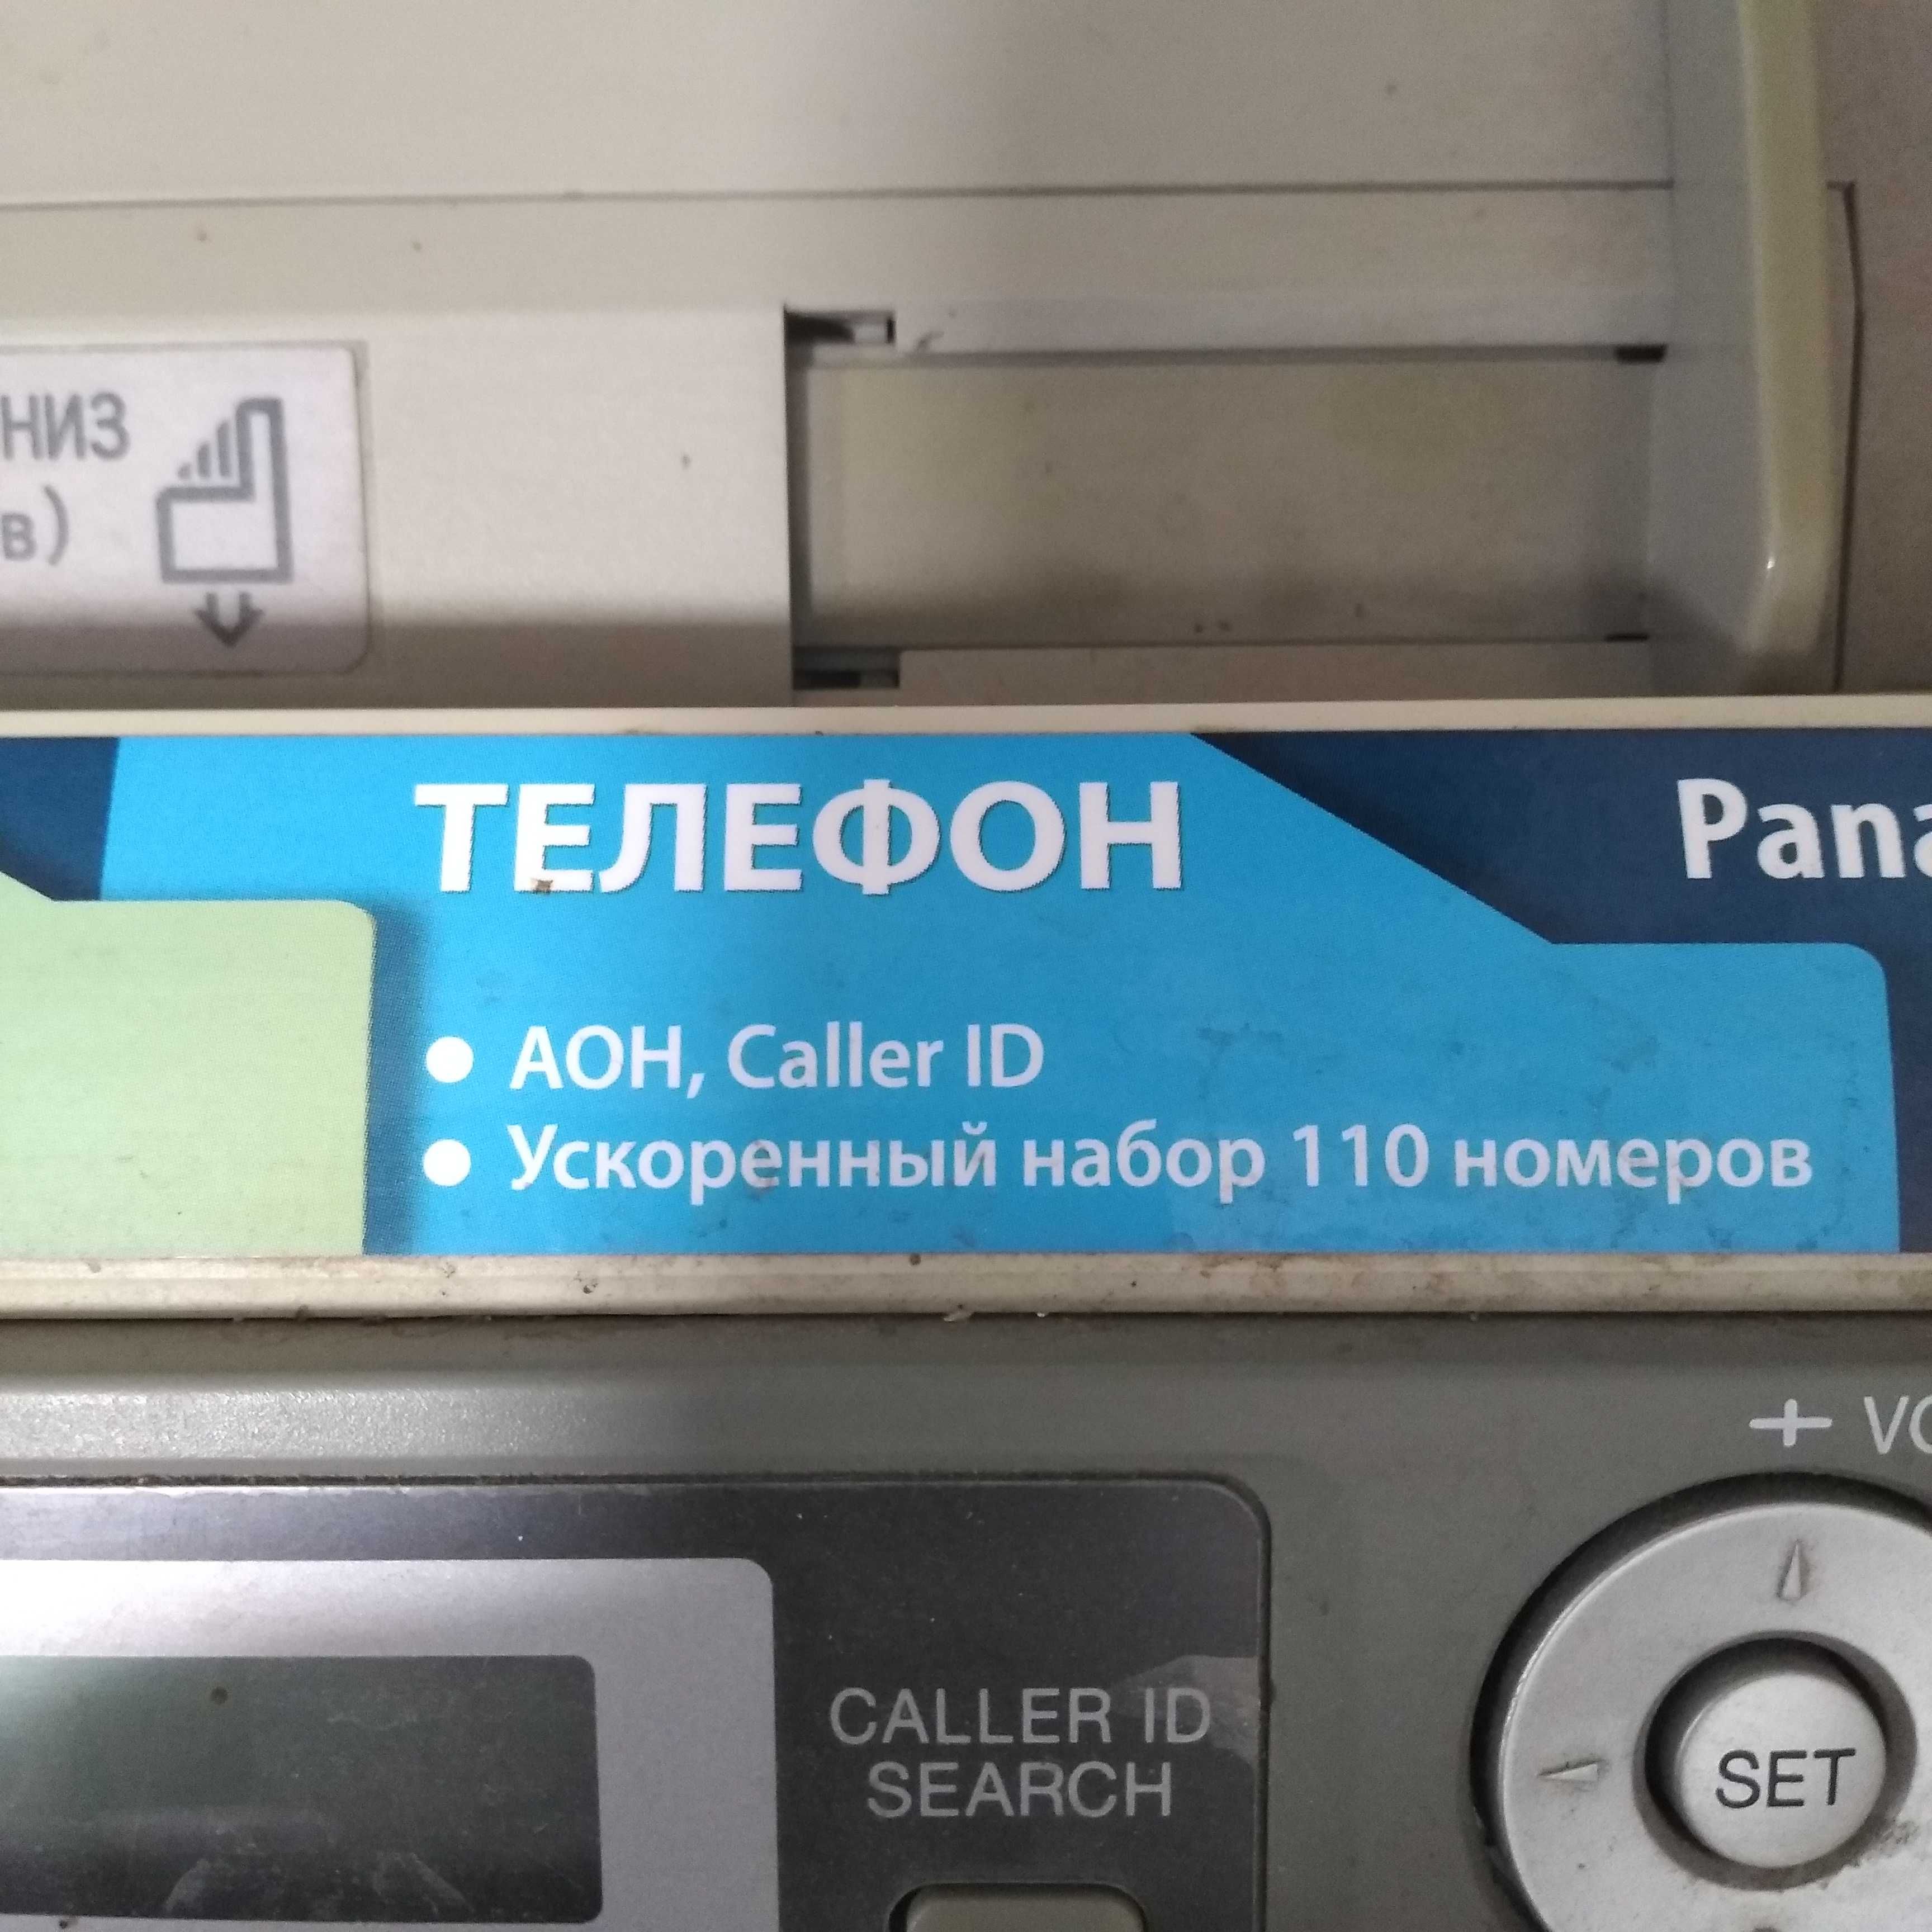 НИЗ
в)
ТЕЛЕФОН
Pana
● АОН, Caller ID
● Ускоренный набор 110 номеров
+ VO
CALLER ID
SEARCH
SET